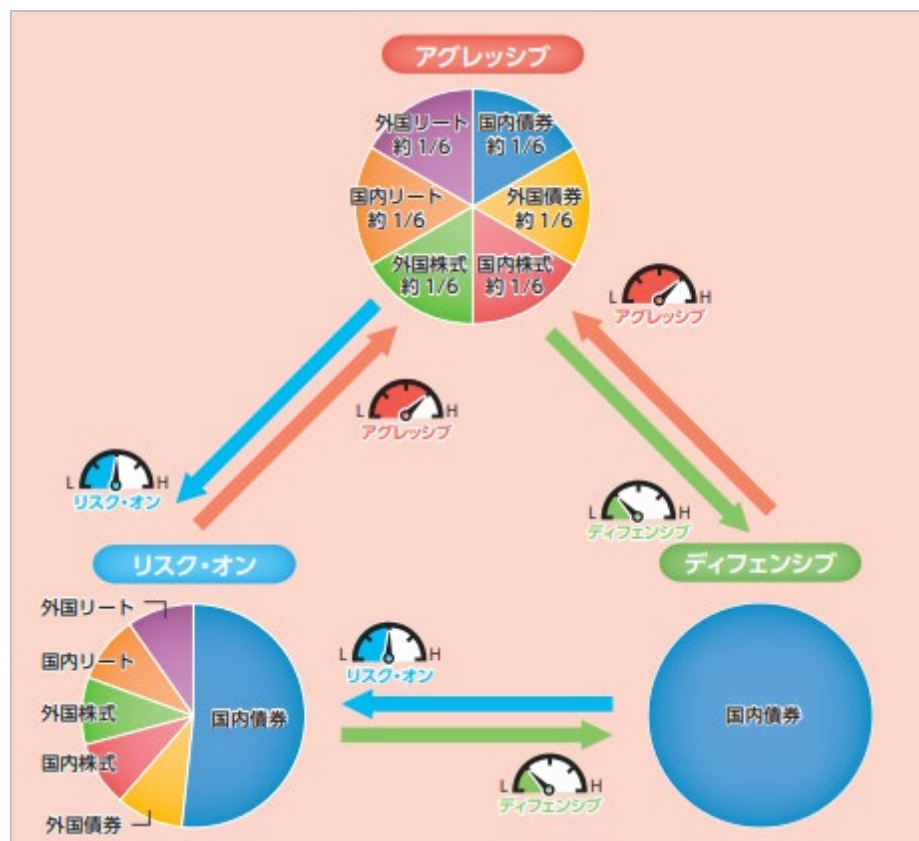 アグレッシブ
外国リート
約 1/6
国内債券
約 1/6
国内リート
約 1/6
外国債券
約 1/6
外国株式
約 1/6
国内株式
約 1/6
L H
アグレッシブ
L H
アグレッシブ
L H
リスク・オン
L H
ディフェンシブ
リスク・オン
ディフェンシブ
外国リート
国内リート
外国株式
国内株式
外国債券
国内債券
L H
リスク・オン
国内債券
L H
ディフェンシブ